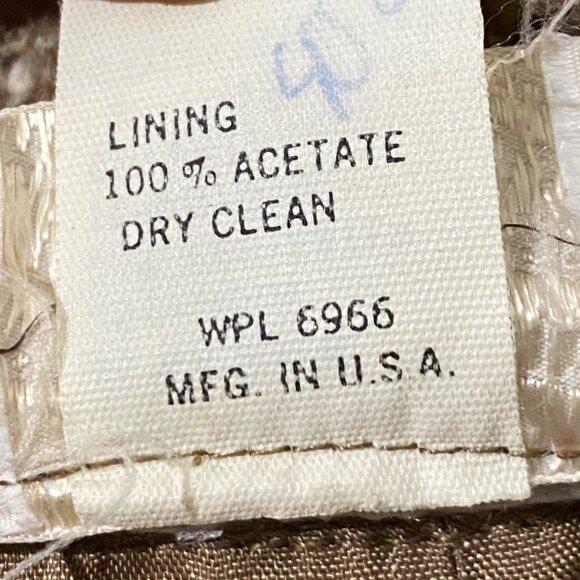 LINING
100 % ACETATE
DRY CLEAN
WPL 6966
MFG. IN U.S.A.